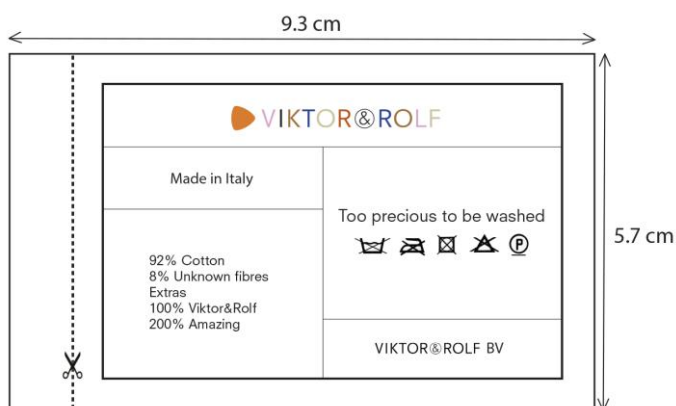 9.3 cm
VIKTOR&ROLF
Made in Italy
92% Cotton
8% Unknown fibres
Extras
100% Viktor&Rolf
200% Amazing
Too precious to be washed
P
VIKTOR&ROLF BV
5.7 cm